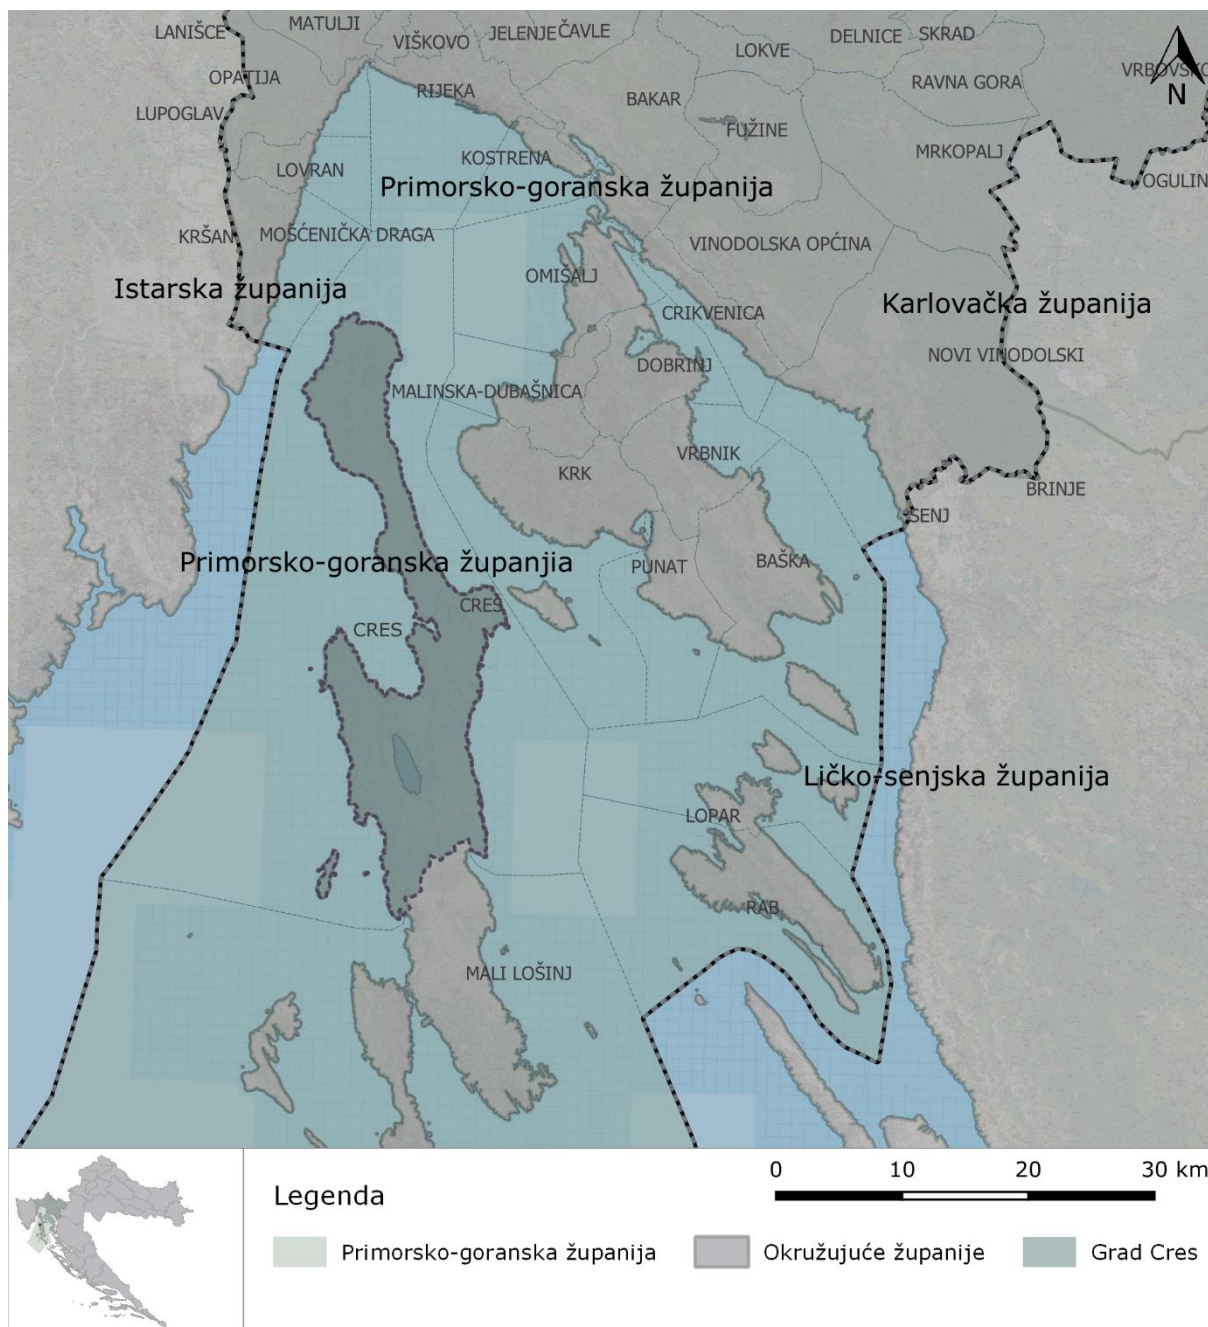 LANIŠĆE
MATULJI
VIŠKOVO
JELENJE
ČAVLE
LOKVE
DELNICE
SKRAD
VRBOVSKO
OPATIJA
RIJEKA
BAKAR
RAVNA GORA
N
LUPOGLAV
FUŽINE
LOVRAN
KOSTRENA
MRKOPALJ
OGULIN
Primorsko-goranska županija
KRŠAN
MOŠĆENIČKA DRAGA
VINODOLSKA OPĆINA
Istarska županija
OMIŠALJ
CRIKVENICA
Karlovačka županija
NOVI VINODOLSKI
DOBRINJ
MALINSKA-DUBAŠNICA
VRBNIK
KRK
BRINJE
SENJ
Primorsko-goranska župannjia
PUNAT
BAŠKA
CRES
CRES
Ličko-senjska županija
LOPAR
RAB
MALI LOŠINJ
0 10 20 30 km
Legenda
Primorsko-goranska županija
Okružujuće županije
Grad Cres